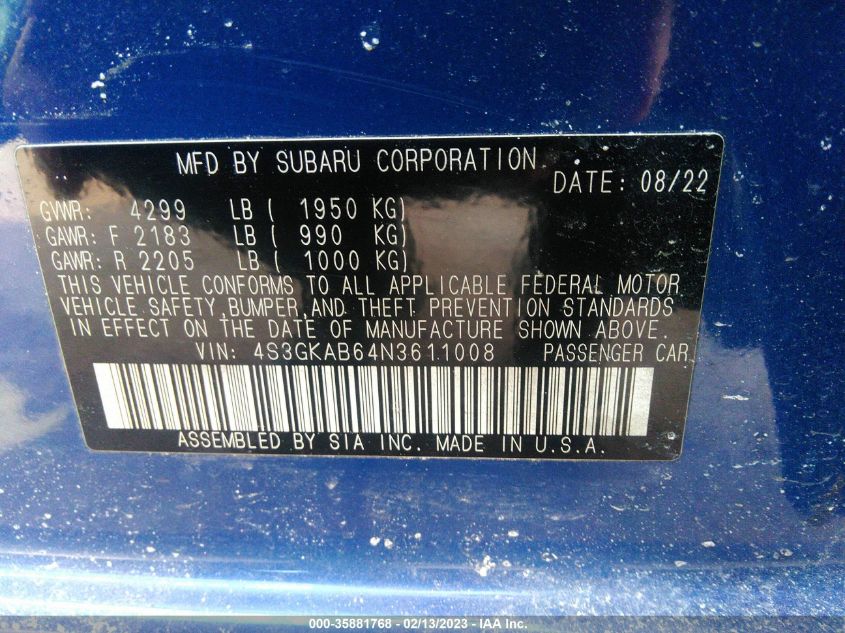 MFD BY SUBARU CORPORATION
DATE: 08/22
GVWR: 4299 LB ( 1950 KG)
GAWR: F 2183 LB ( 990 KG)
GAWR: R 2205 LB ( 1000 KG)
THIS VEHICLE CONFORMS TO ALL APPLICABLE FEDERAL MOTOR
VEHICLE SAFETY,BUMPER,AND THEFT PREVENTION STANDARDS
IN EFFECT ON THE DATE OF MANUFACTURE SHOWN ABOVE.
VIN: 4S3GKAB64N3611008 PASSENGER CAR
ASSEMBLED BY SIA INC. MADE IN U.S.A.
000-35881768 - 02/13/2023 - IAA Inc.